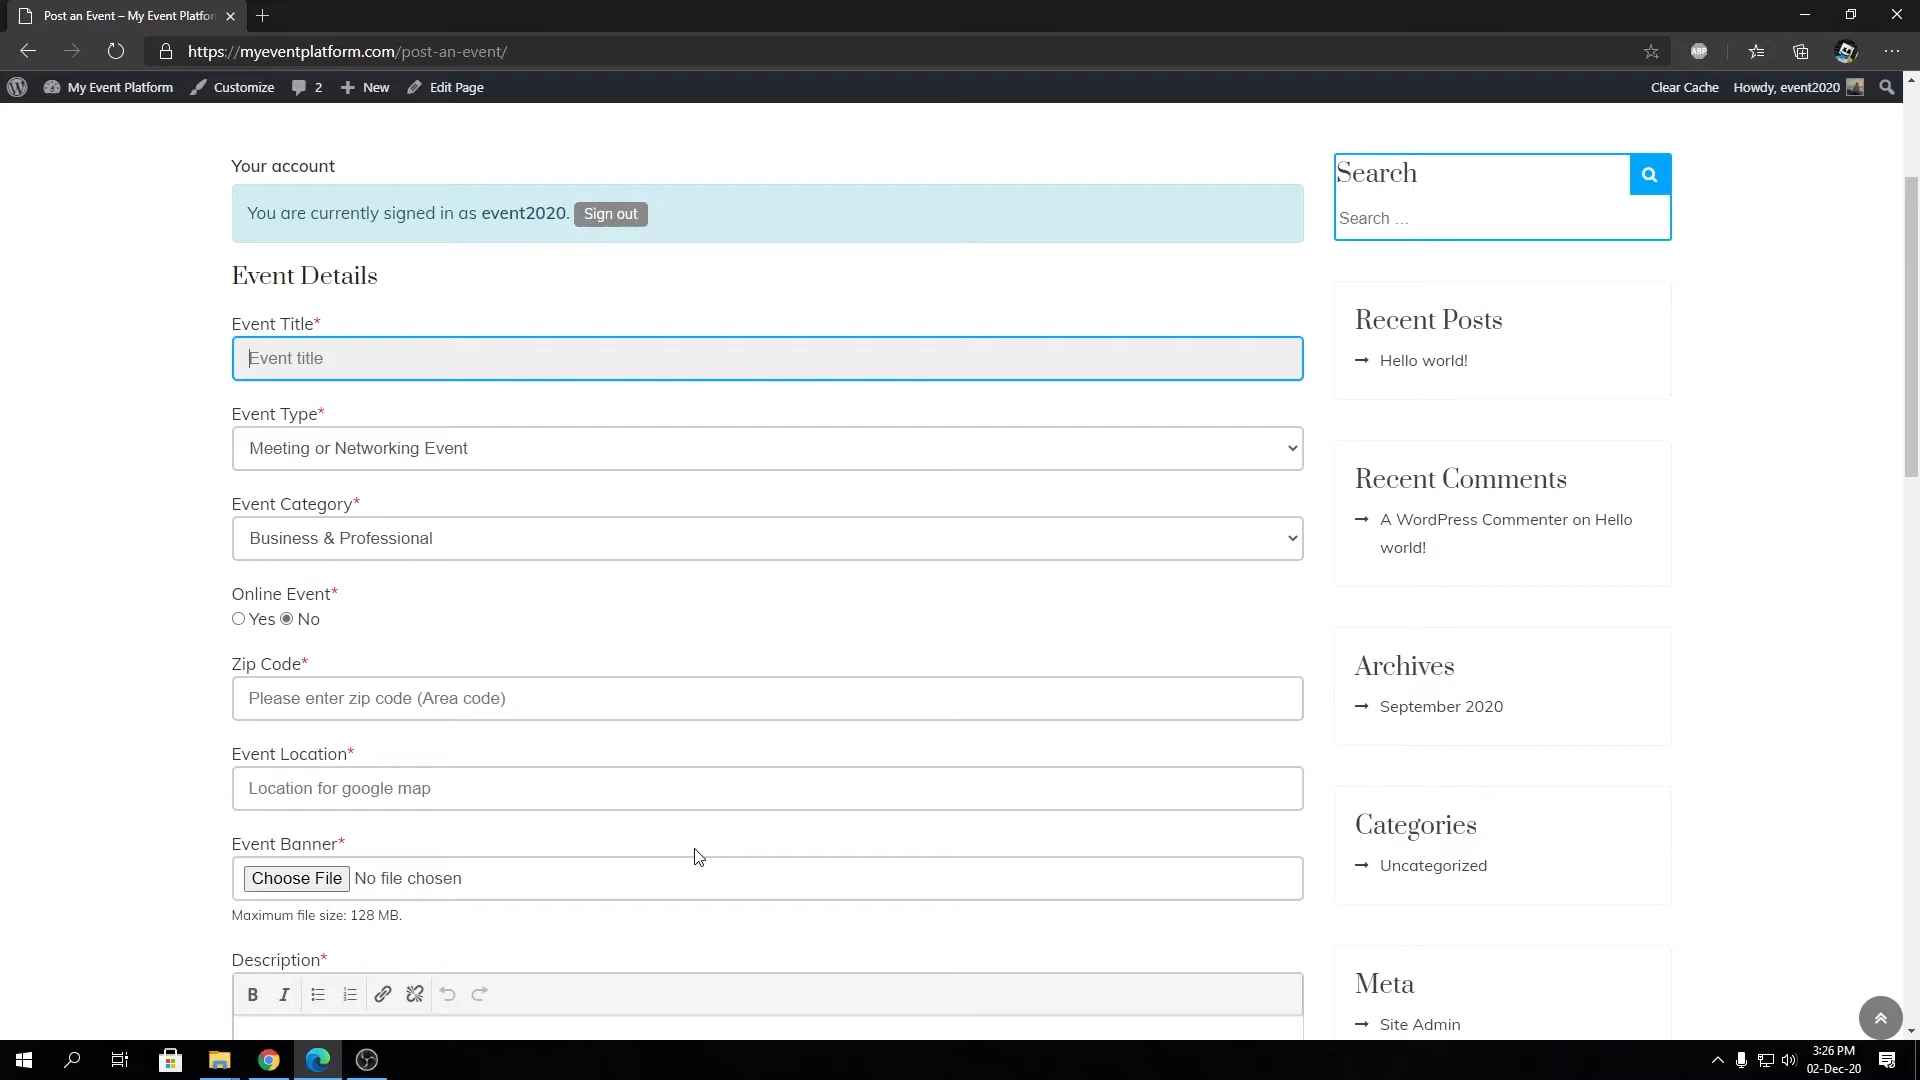 Post an Event – My Event Platfor
https://myeventplatform.com/post-an-event/
ABP
My Event Platform Customize 2 New Edit Page Clear Cache Howdy, event2020
Your account
You are currently signed in as event2020. Sign out
Event Details
Event Title*
Event title
Event Type*
Meeting or Networking Event
Event Category*
Business & Professional
Online Event*
Yes No
Zip Code*
Please enter zip code (Area code)
Event Location*
Location for google map
Event Banner*
Choose File No file chosen
Maximum file size: 128 MB.
Description*
B I
Search
Search …
Recent Posts
Hello world!
Recent Comments
A WordPress Commenter on Hello
world!
Archives
September 2020
Categories
Uncategorized
Meta
Site Admin
3:26 PM
02-Dec-20